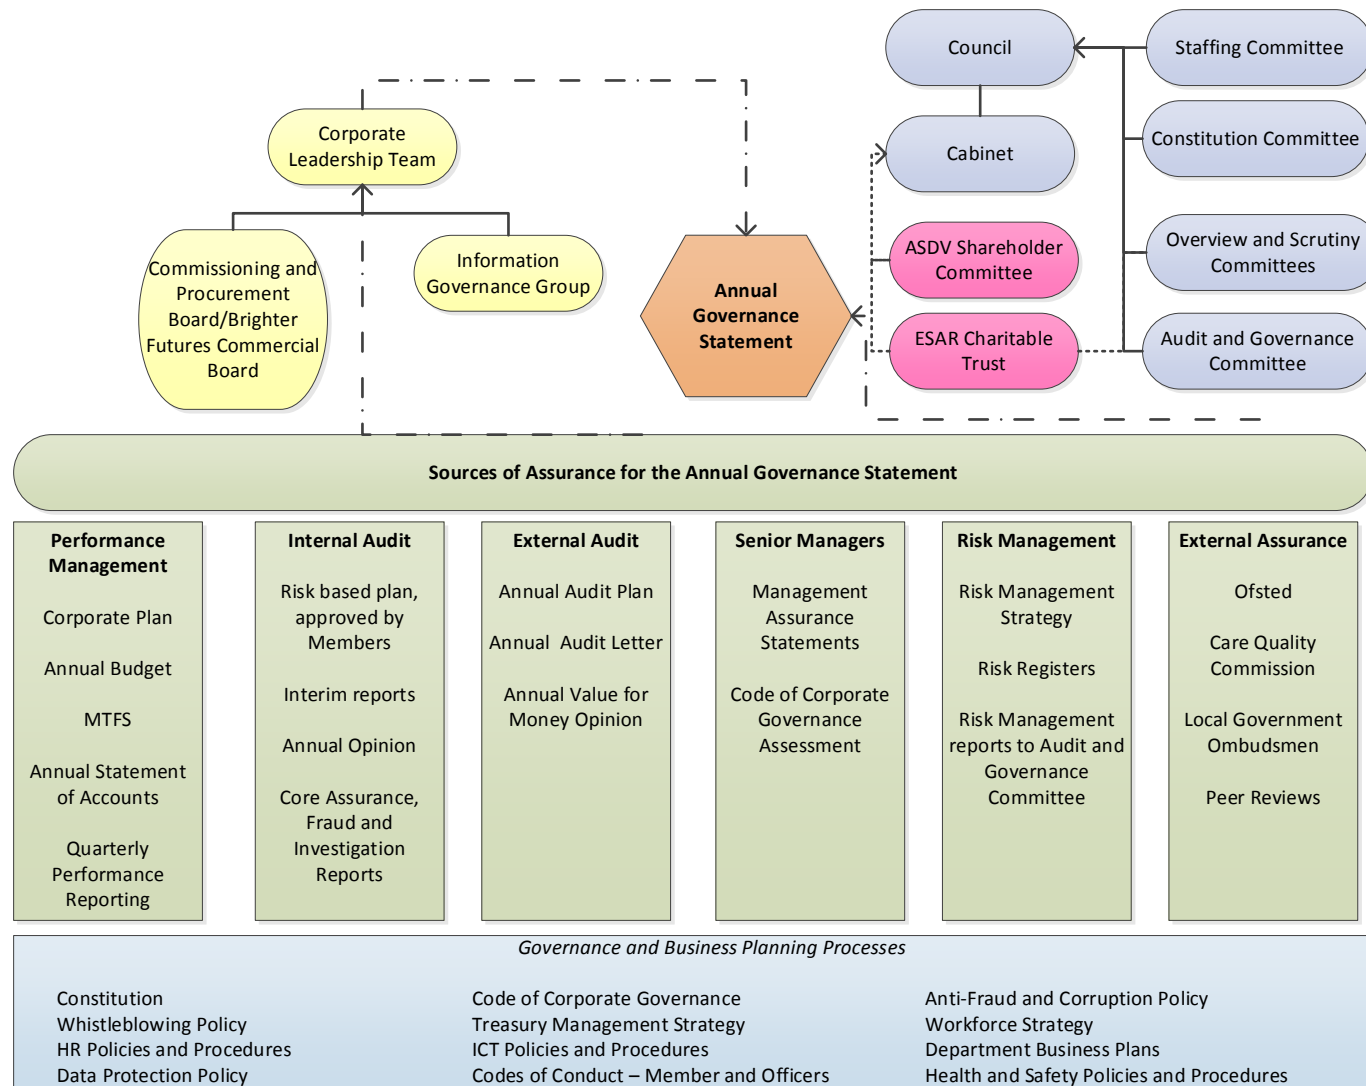 Council
Staffing Committee
Corporate
Leadership Team
Cabinet
Constitution Committee
Commissioning and
Procurement
Board/Brighter
Futures Commercial
Board
Information
Governance Group
Annual
Governance
Statement
ASDV Shareholder
Committee
Overview and Scrutiny
Committees
ESAR Charitable
Trust
Audit and Governance
Committee
Sources of Assurance for the Annual Governance Statement
Performance
Management
Corporate Plan
Annual Budget
MTFS
Annual Statement
of Accounts
Quarterly
Performance
Reporting
Internal Audit
Risk based plan,
approved by
Members
Interim reports
Annual Opinion
Core Assurance,
Fraud and
Investigation
Reports
External Audit
Annual Audit Plan
Annual Audit Letter
Annual Value for
Money Opinion
Senior Managers
Management
Assurance
Statements
Code of Corporate
Governance
Assessment
Risk Management
Risk Management
Strategy
Risk Registers
Risk Management
reports to Audit and
Governance
Committee
External Assurance
Ofsted
Care Quality
Commission
Local Government
Ombudsmen
Peer Reviews
Governance and Business Planning Processes
Constitution
Whistleblowing Policy
HR Policies and Procedures
Data Protection Policy
Code of Corporate Governance
Treasury Management Strategy
ICT Policies and Procedures
Codes of Conduct – Member and Officers
Anti-Fraud and Corruption Policy
Workforce Strategy
Department Business Plans
Health and Safety Policies and Procedures